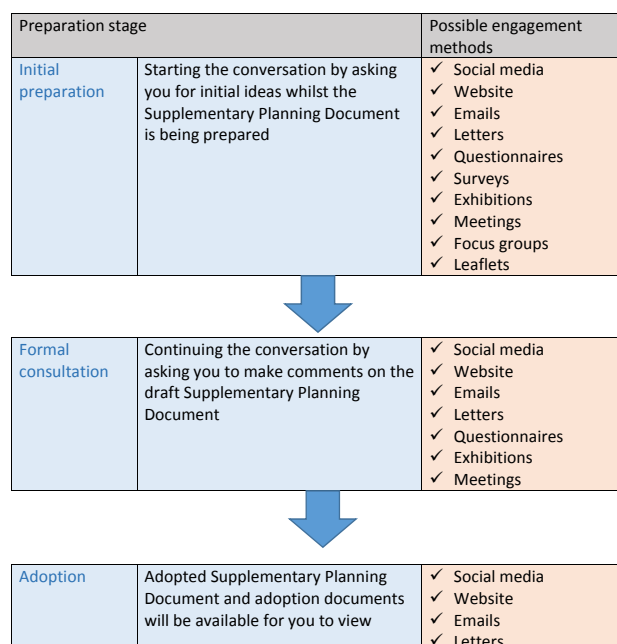 Preparation stage
Possible engagement
methods
Initial
preparation
Starting the conversation by asking
you for initial ideas whilst the
Supplementary Planning Document
is being prepared
✓ Social media
✓ Website
✓ Emails
✓ Letters
✓ Questionnaires
✓ Surveys
✓ Exhibitions
✓ Meetings
✓ Focus groups
✓ Leaflets
Formal
consultation
Continuing the conversation by
asking you to make comments on the
draft Supplementary Planning
Document
✓ Social media
✓ Website
✓ Emails
✓ Letters
✓ Questionnaires
✓ Exhibitions
✓ Meetings
Adoption
Adopted Supplementary Planning
Document and adoption documents
will be available for you to view
✓ Social media
✓ Website
✓ Emails
✓ Letters